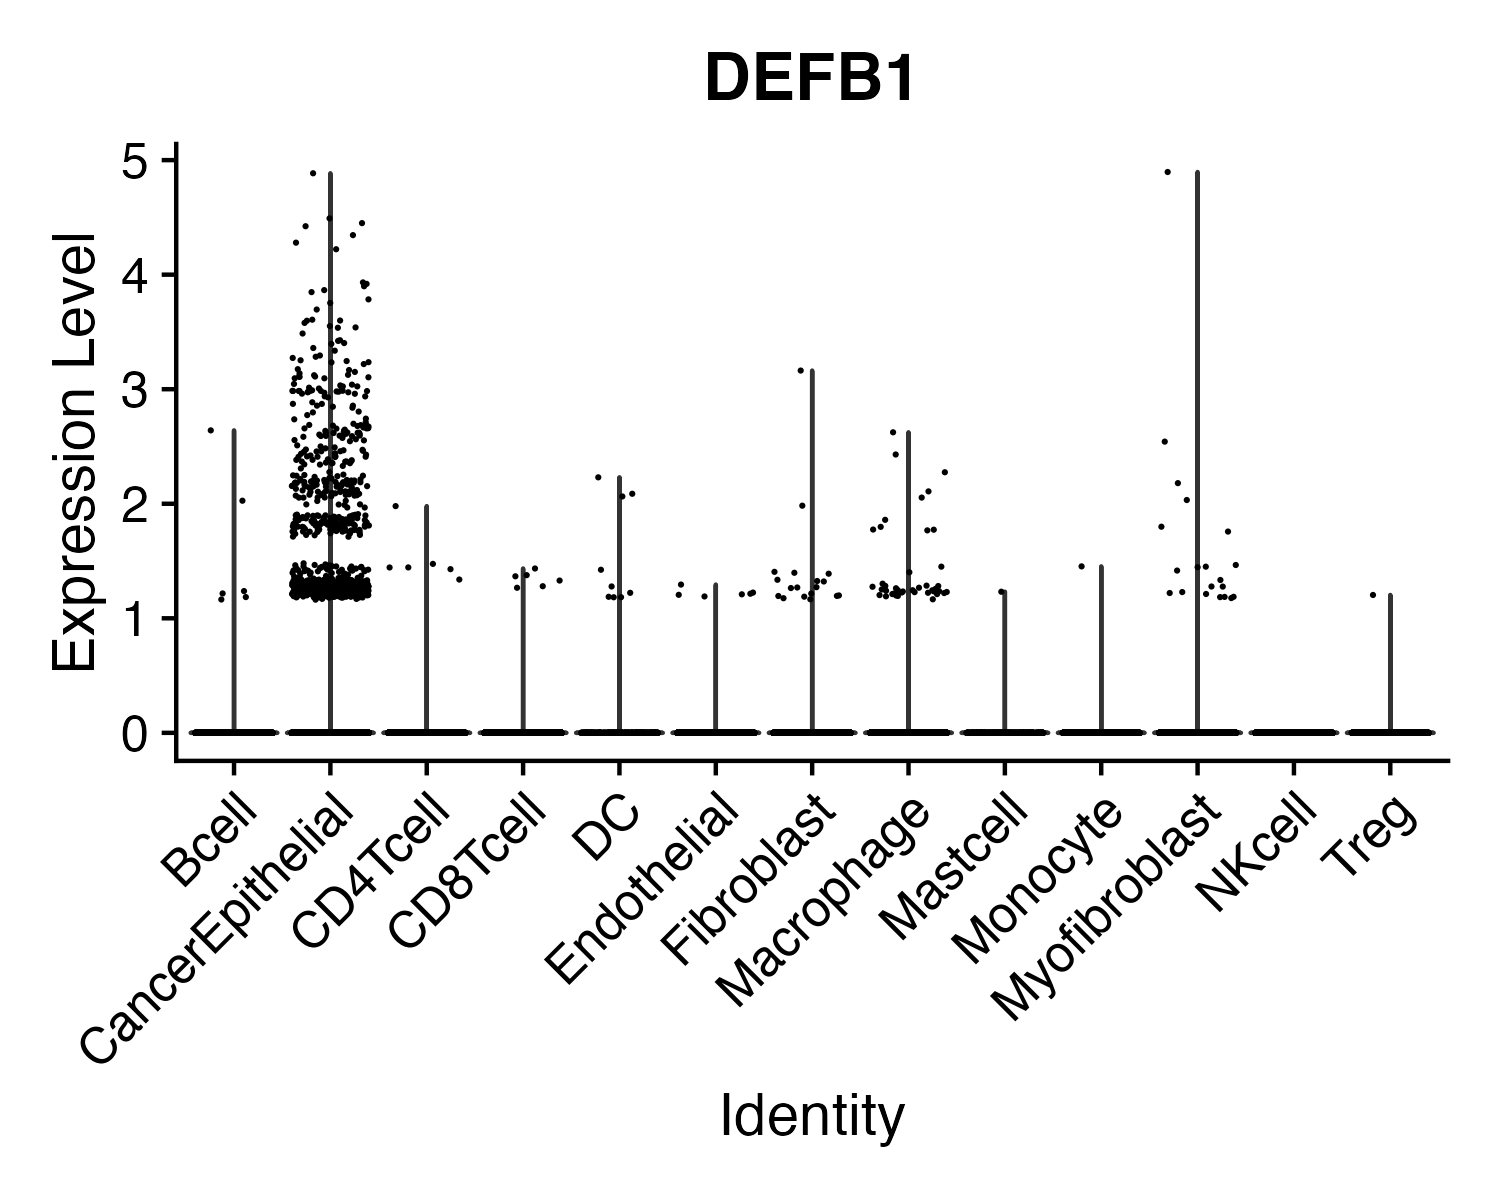 DEFB1
Expression Level
5
4
3
2
1
0
Bcell
CancerEpithelial
CD4Tcell
CD8Tcell
DC
Endothelial
Fibroblast
Macrophage
Mastcell
Monocyte
Myofibroblast
NKcell
Treg
Identity